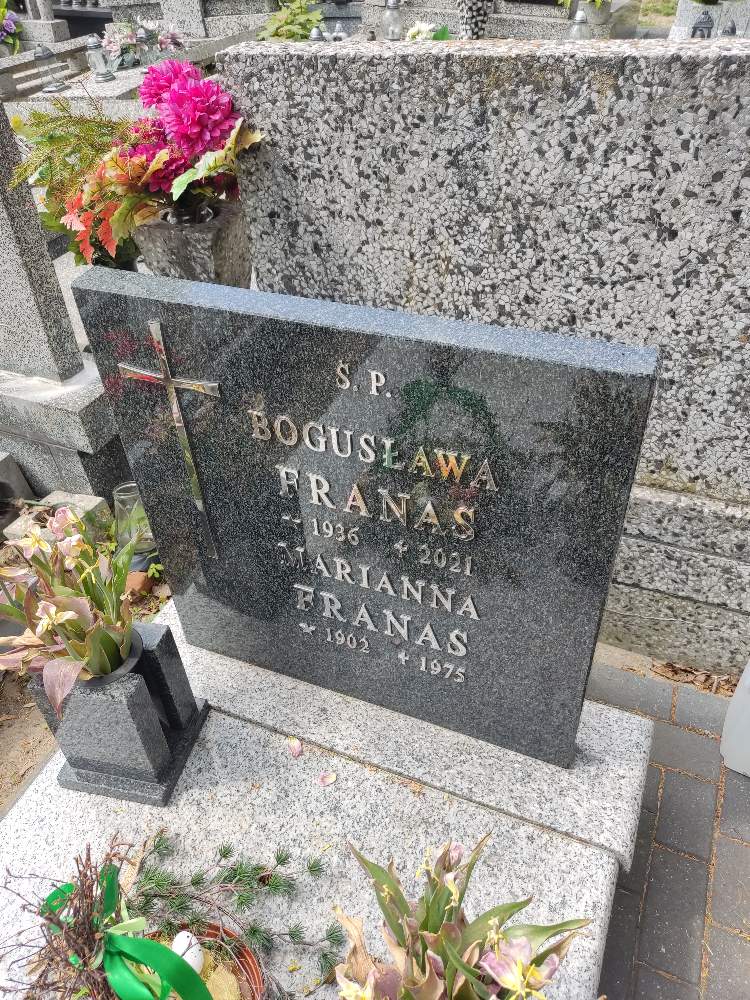 Ś. P.
BOGUSŁAWA
FRANAS
* 1936 + 2021
MARIANNA
FRANAS
* 1902 + 1975